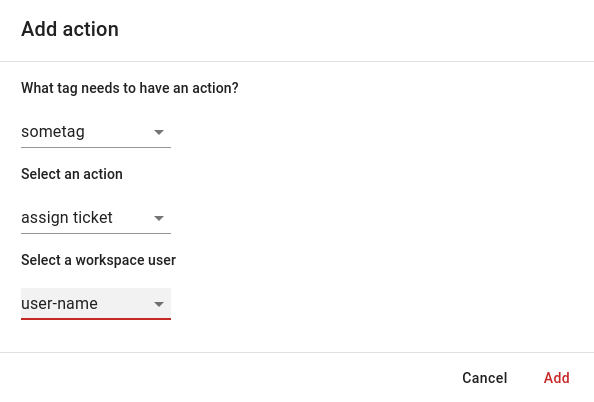 Add action
What tag needs to have an action?
sometag
Select an action
assign ticket
Select a workspace user
user-name
Cancel Add